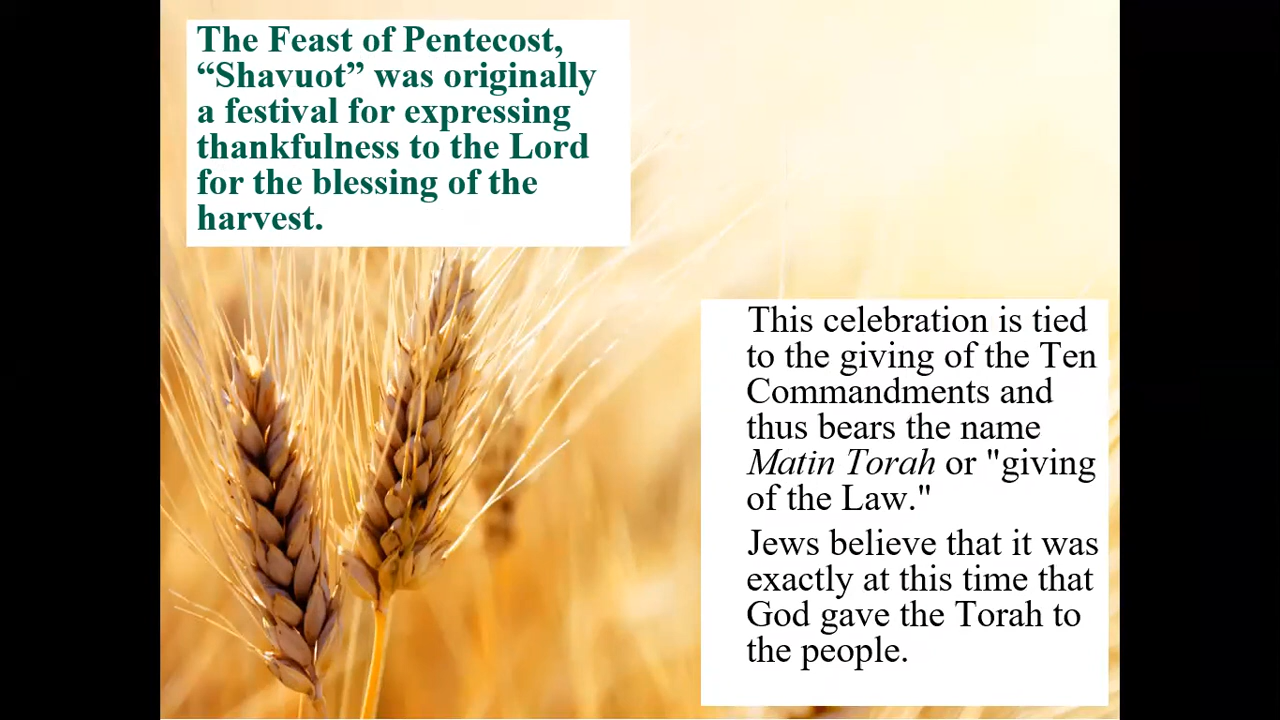 The Feast of Pentecost,
“Shavuot” was originally
a festival for expressing
thankfulness to the Lord
for the blessing of the
harvest.
This celebration is tied
to the giving of the Ten
Commandments and
thus bears the name
Matin Torah or "giving
of the Law."
Jews believe that it was
exactly at this time that
God gave the Torah to
the people.